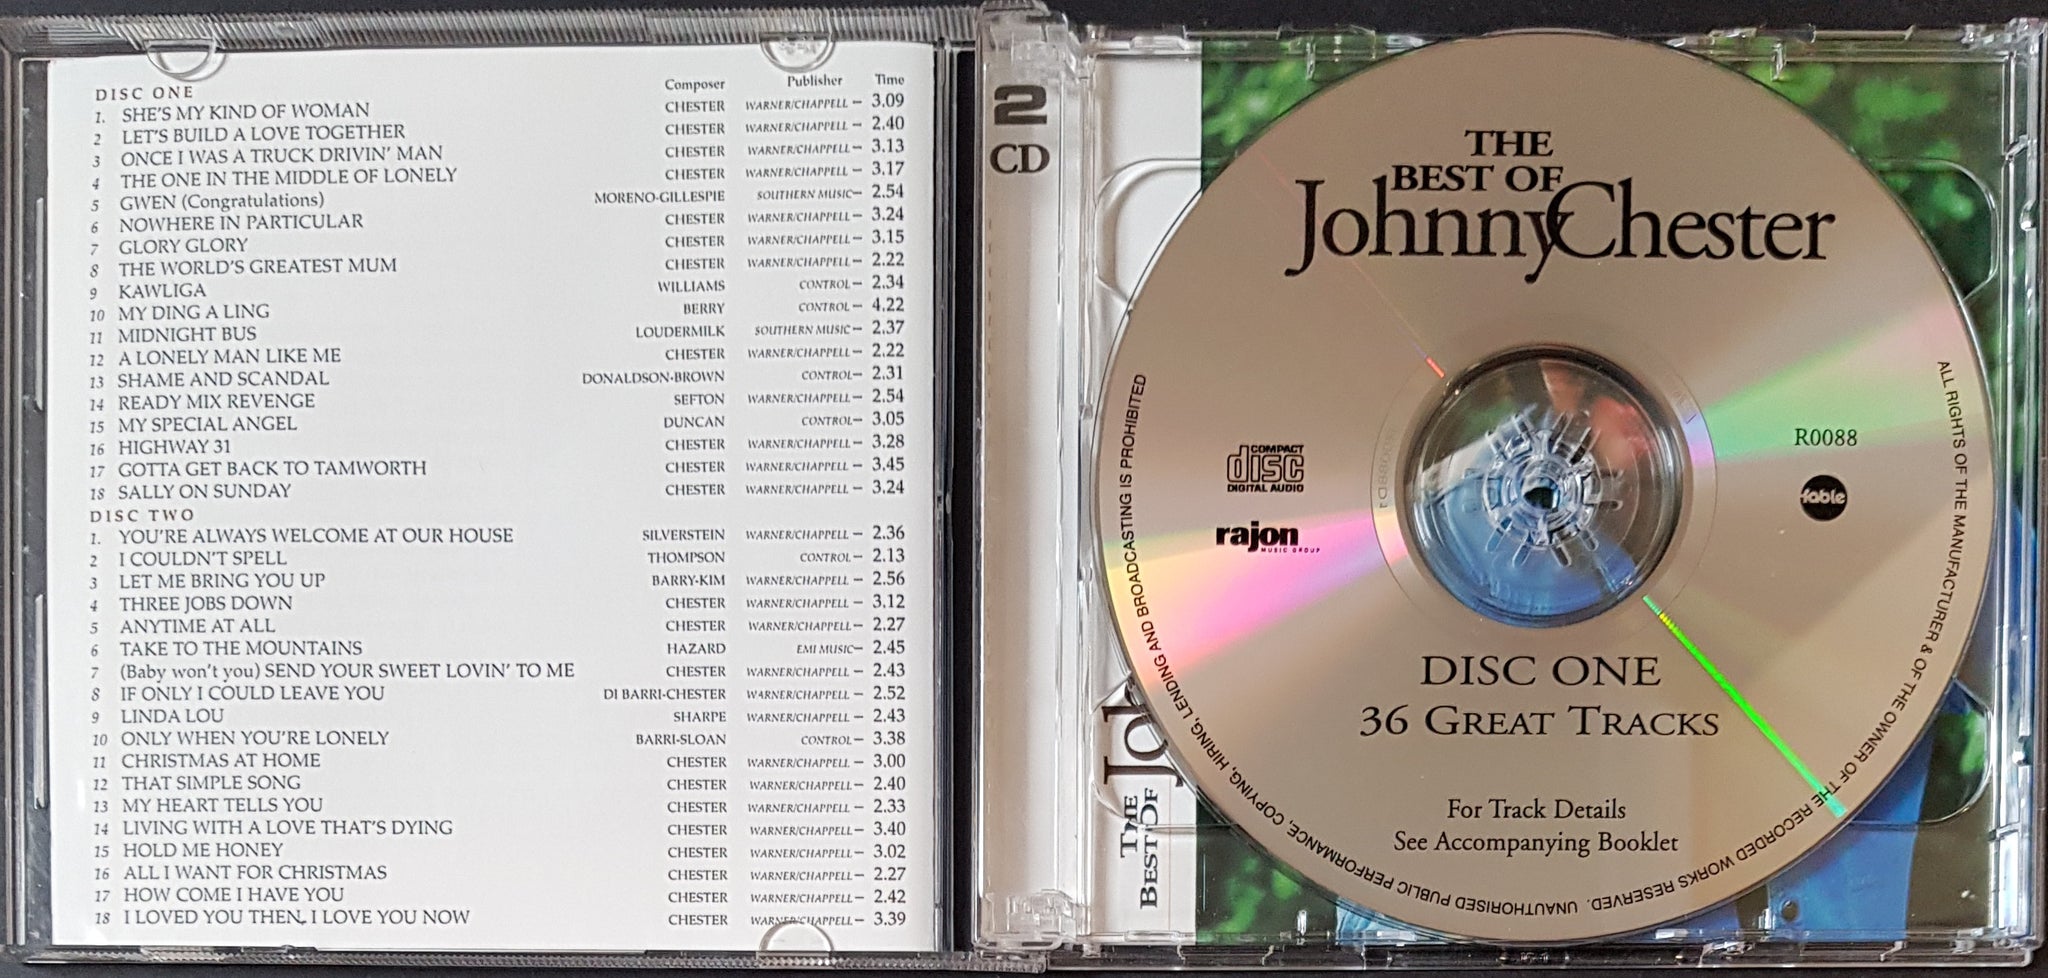 DISC ONE Composer Publisher Time
1. SHE'S MY KIND OF WOMAN CHESTER WARNER/CHAPPELL – 3.09
2 LET'S BUILD A LOVE TOGETHER CHESTER WARNER/CHAPPELL – 2.40
3 ONCE I WAS A TRUCK DRIVIN' MAN CHESTER WARNER/CHAPPELL – 3.13
4 THE ONE IN THE MIDDLE OF LONELY CHESTER WARNER/CHAPPELL – 3.17
5 GWEN (Congratulations) MORENO-GILLESPIE SOUTHERN MUSIC – 2.54
6 NOWHERE IN PARTICULAR CHESTER WARNER/CHAPPELL – 3.24
7 GLORY GLORY CHESTER WARNER/CHAPPELL – 3.15
8 THE WORLD'S GREATEST MUM CHESTER WARNER/CHAPPELL – 2.22
9 KAWLIGA WILLIAMS CONTROL – 2.34
10 MY DING A LING BERRY CONTROL – 4.22
11 MIDNIGHT BUS LOUDERMILK SOUTHERN MUSIC – 2.37
12 A LONELY MAN LIKE ME CHESTER WARNER/CHAPPELL – 2.22
13 SHAME AND SCANDAL DONALDSON-BROWN CONTROL – 2.31
14 READY MIX REVENGE SEFTON WARNER/CHAPPELL – 2.54
15 MY SPECIAL ANGEL DUNCAN CONTROL – 3.05
16 HIGHWAY 31 CHESTER WARNER/CHAPPELL – 3.28
17 GOTTA GET BACK TO TAMWORTH CHESTER WARNER/CHAPPELL – 3.45
18 SALLY ON SUNDAY CHESTER WARNER/CHAPPELL – 3.24
DISC TWO
1. YOU'RE ALWAYS WELCOME AT OUR HOUSE SILVERSTEIN WARNER/CHAPPELL – 2.36
2 I COULDN'T SPELL THOMPSON CONTROL – 2.13
3 LET ME BRING YOU UP BARRY-KIM WARNER/CHAPPELL – 2.56
4 THREE JOBS DOWN CHESTER WARNER/CHAPPELL – 3.12
5 ANYTIME AT ALL CHESTER WARNER/CHAPPELL – 2.27
6 TAKE TO THE MOUNTAINS HAZARD EMI MUSIC – 2.45
7 (Baby won't you) SEND YOUR SWEET LOVIN' TO ME CHESTER WARNER/CHAPPELL – 2.43
8 IF ONLY I COULD LEAVE YOU DI BARRI-CHESTER WARNER/CHAPPELL – 2.52
9 LINDA LOU SHARPE WARNER/CHAPPELL – 2.43
10 ONLY WHEN YOU'RE LONELY BARRI-SLOAN CONTROL – 3.38
11 CHRISTMAS AT HOME CHESTER WARNER/CHAPPELL – 3.00
12 THAT SIMPLE SONG CHESTER WARNER/CHAPPELL – 2.40
13 MY HEART TELLS YOU CHESTER WARNER/CHAPPELL – 2.33
14 LIVING WITH A LOVE THAT'S DYING CHESTER WARNER/CHAPPELL – 3.40
15 HOLD ME HONEY CHESTER WARNER/CHAPPELL – 3.02
16 ALL I WANT FOR CHRISTMAS CHESTER WARNER/CHAPPELL – 2.27
17 HOW COME I HAVE YOU CHESTER WARNER/CHAPPELL – 2.42
18 I LOVED YOU THEN, I LOVE YOU NOW CHESTER WARNER/CHAPPELL – 3.39
2
CD
THE
BEST OF
Joh
THE
BEST OF
Johnny Chester
COMPACT
disc
DIGITAL AUDIO
rajon
MUSIC GROUP
R0088
fable
DISC ONE
36 GREAT TRACKS
For Track Details
See Accompanying Booklet
ALL RIGHTS OF THE MANUFACTURER & OF THE OWNER OF THE RECORDED WORKS RESERVED. UNAUTHORISED PUBLIC PERFORMANCE, COPYING, HIRING, LENDING AND BROADCASTING IS PROHIBITED